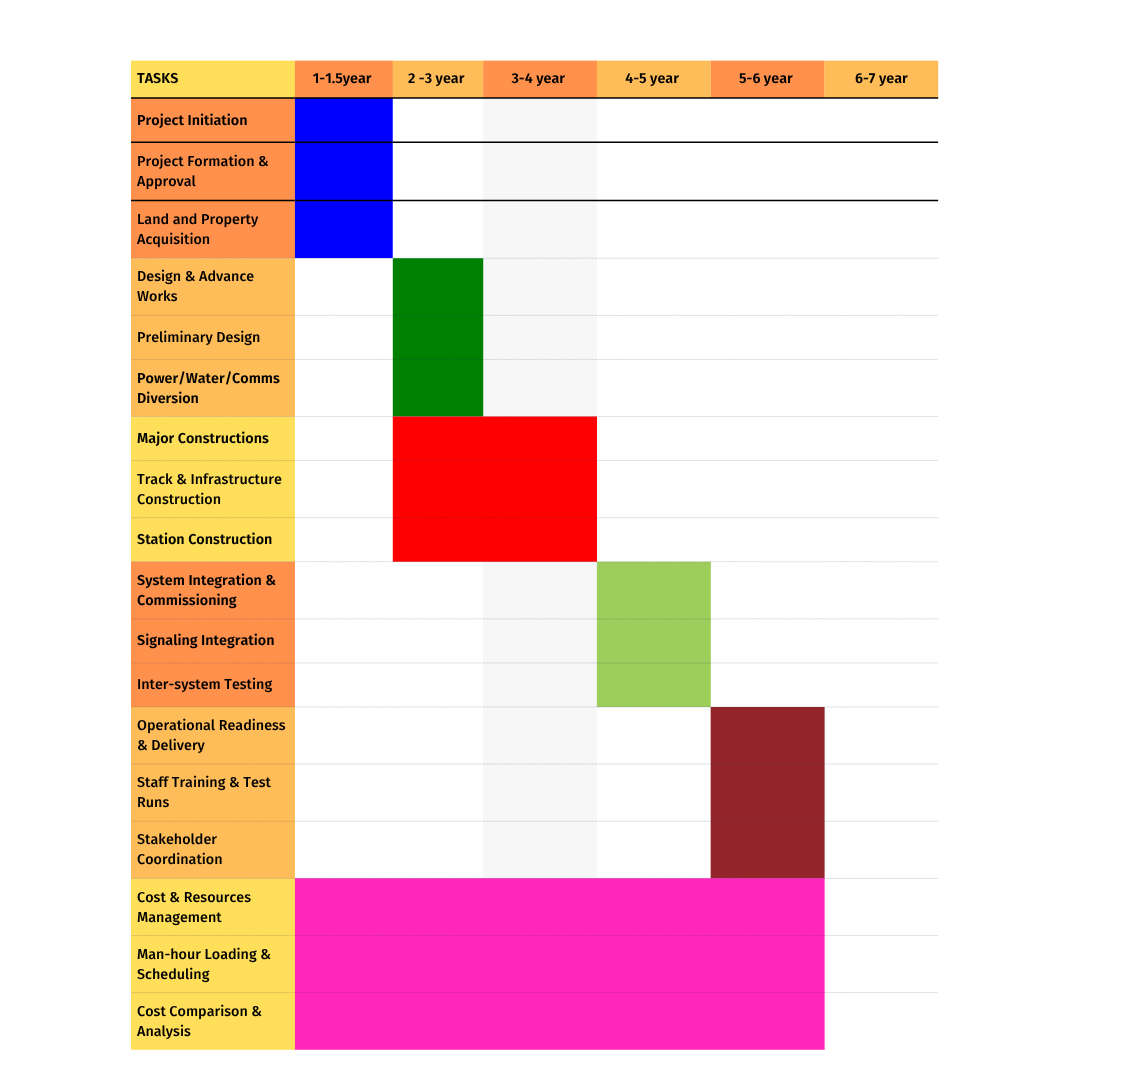 TASKS 1-1.5year 2 -3 year 3-4 year 4-5 year 5-6 year 6-7 year
Project Initiation
Project Formation &
Approval
Land and Property
Acquisition
Design & Advance
Works
Preliminary Design
Power/Water/Comms
Diversion
Major Constructions
Track & Infrastructure
Construction
Station Construction
System Integration &
Commissioning
Signaling Integration
Inter-system Testing
Operational Readiness
& Delivery
Staff Training & Test
Runs
Stakeholder
Coordination
Cost & Resources
Management
Man-hour Loading &
Scheduling
Cost Comparison &
Analysis